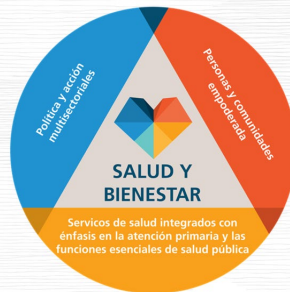 Política y acción
multisectoriales
Personas y comunidades
empoderada
SALUD Y
BIENESTAR
Servicos de salud integrados con
énfasis en la atención primaria y las
funciones esenciales de salud pública